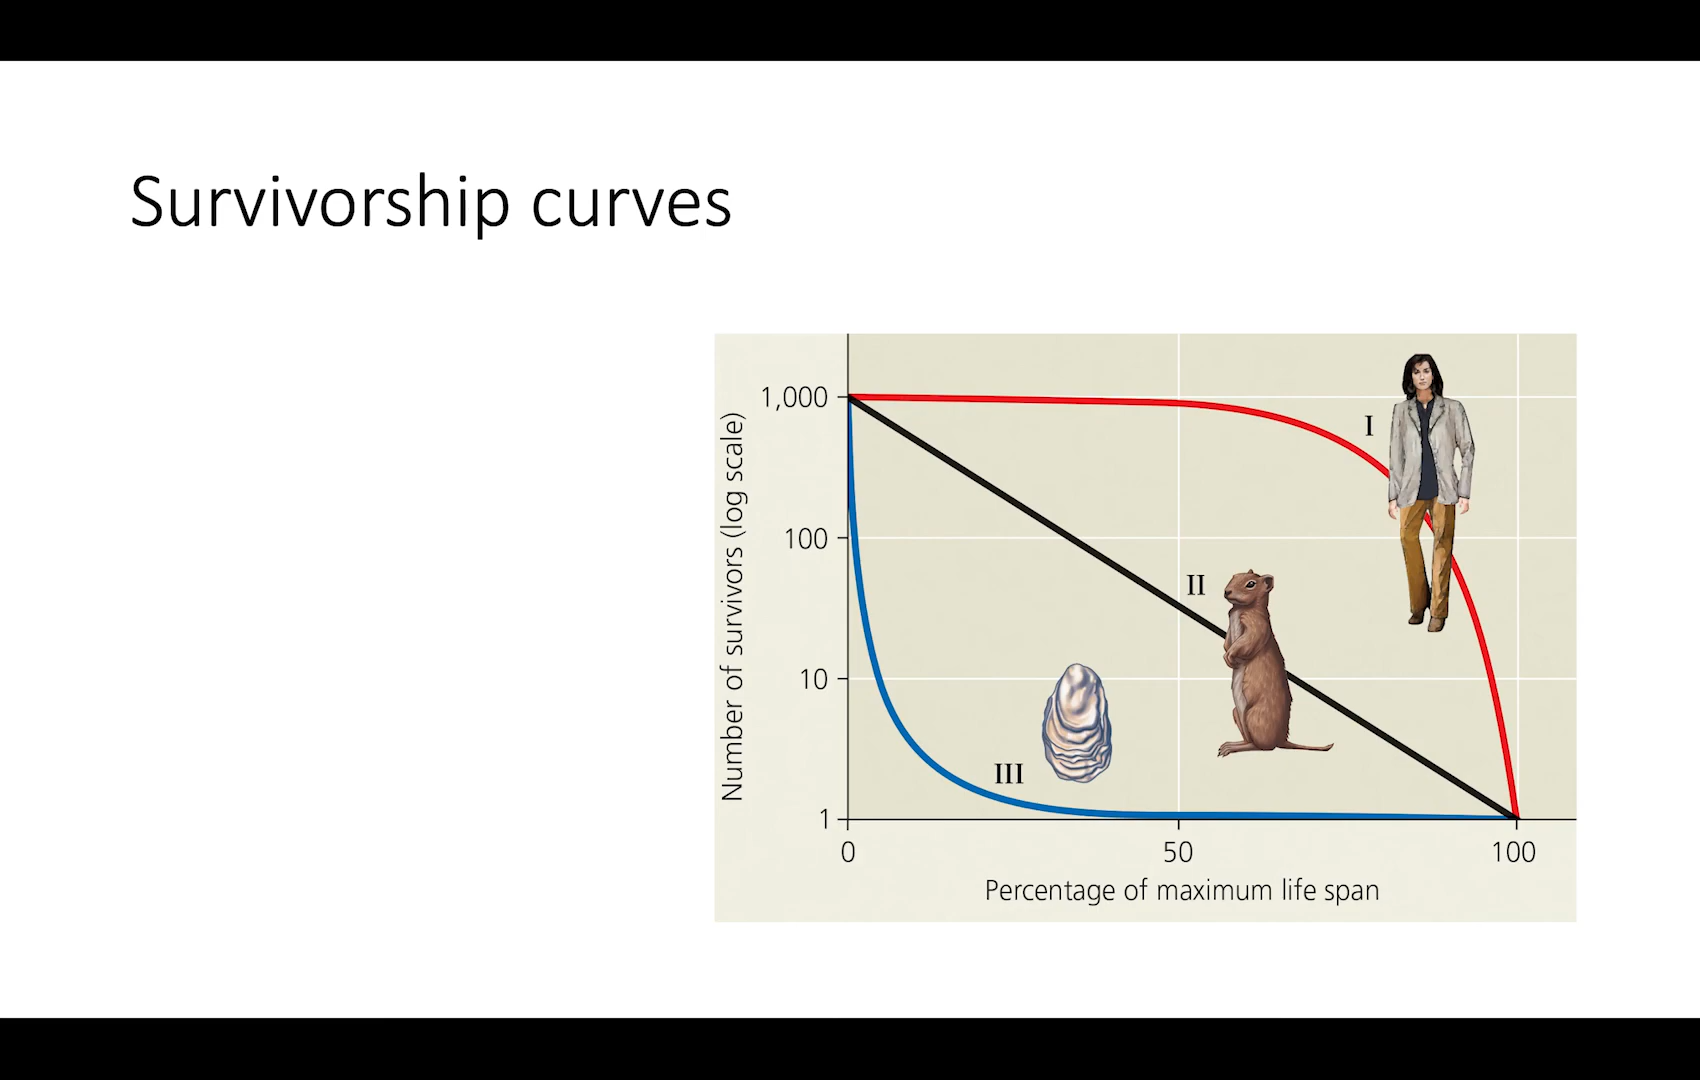 Survivorship curves
Number of survivors (log scale)
1,000
100
10
1
I
II
III
0
50
100
Percentage of maximum life span